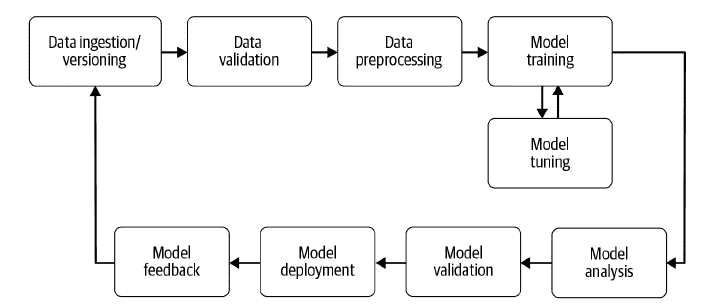 Data ingestion/
versioning
Data
validation
Data
preprocessing
Model
training
Model
tuning
Model
feedback
Model
deployment
Model
validation
Model
analysis